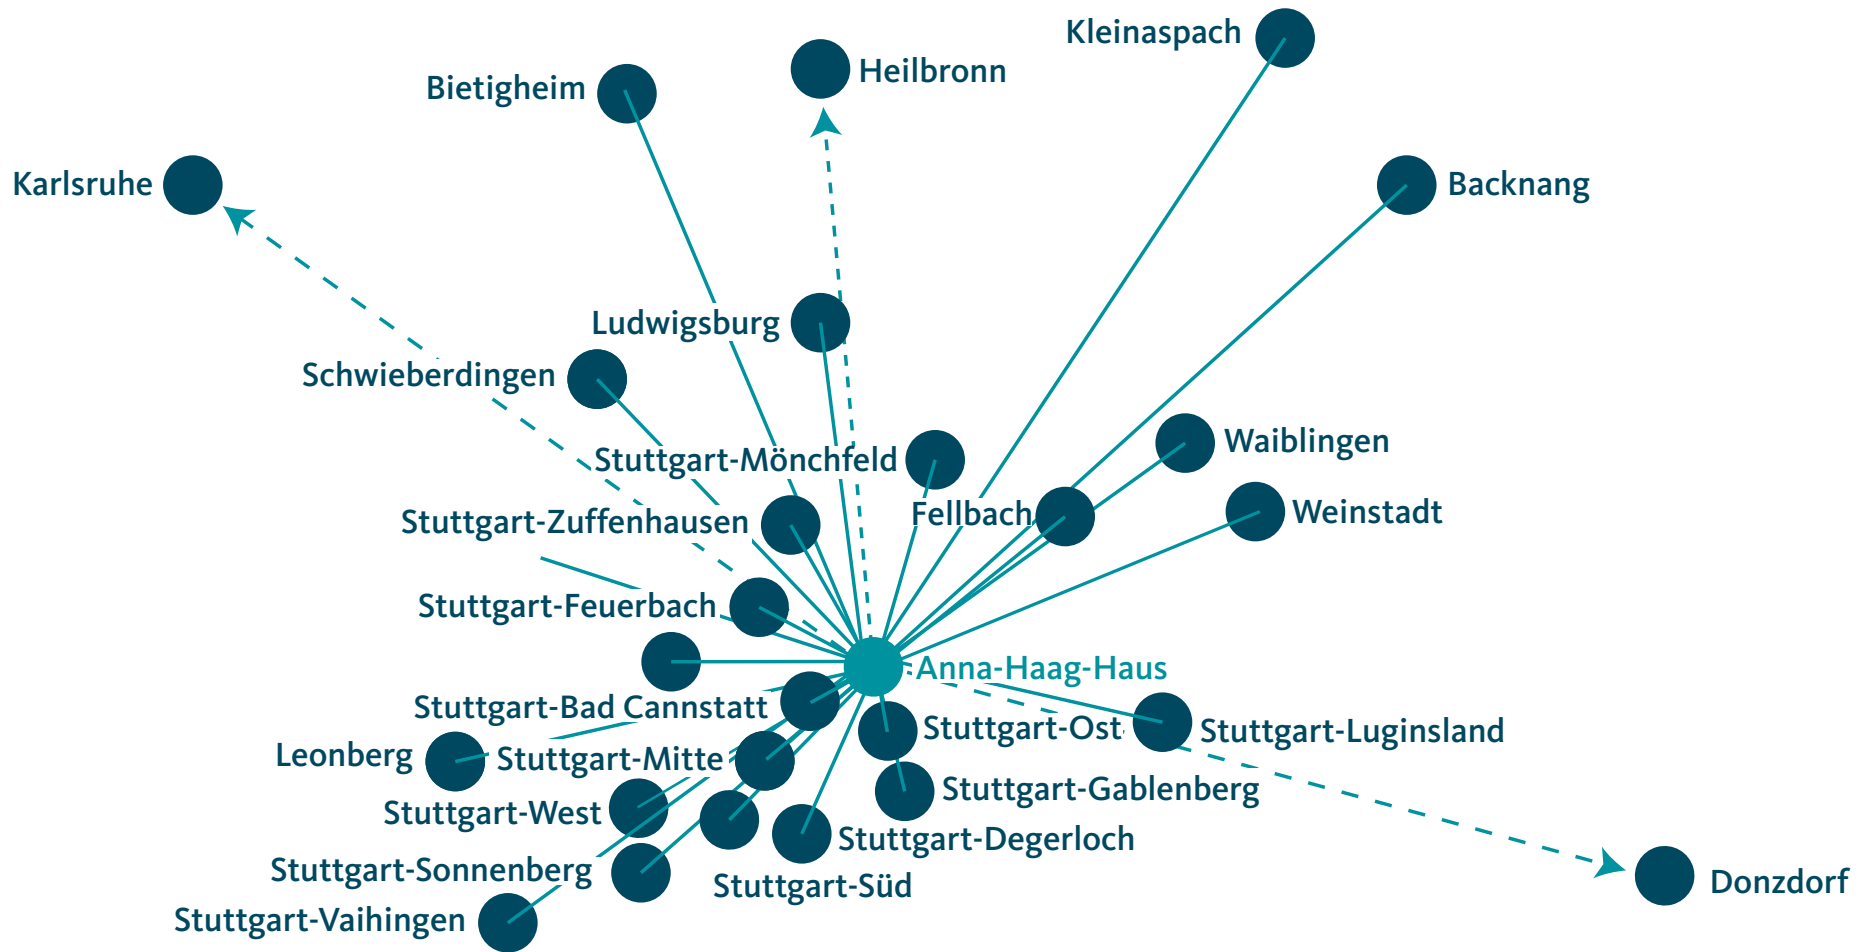 Kleinaspach
Heilbronn
Bietigheim
Karlsruhe
Backnang
Ludwigsburg
Schwieberdingen
Waiblingen
Stuttgart-Mönchfeld
Fellbach
Weinstadt
Stuttgart-Zuffenhausen
Stuttgart-Feuerbach
Anna-Haag-Haus
Stuttgart-Bad Cannstatt
Stuttgart-Ost
Stuttgart-Luginsland
Leonberg
Stuttgart-Mitte
Stuttgart-Gablenberg
Stuttgart-West
Stuttgart-Degerloch
Stuttgart-Sonnenberg
Stuttgart-Süd
Donzdorf
Stuttgart-Vaihingen